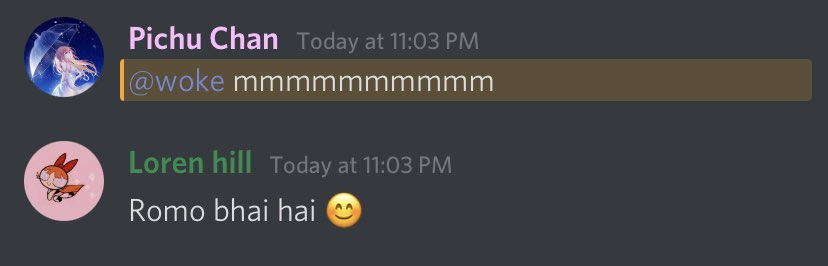 Pichu Chan Today at 11:03 PM
@woke mmmmmmmmmm
Loren hill Today at 11:03 PM
Romo bhai hai 😊